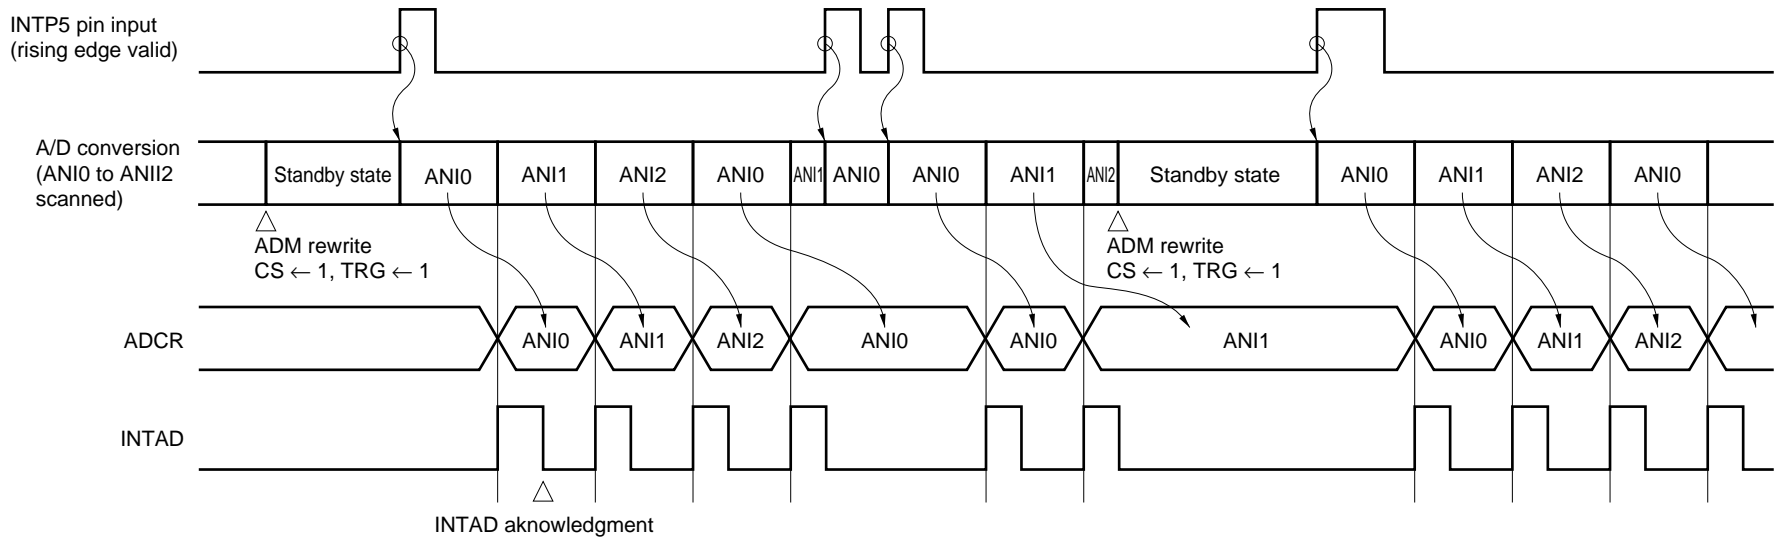 INTP5 pin input
(rising edge valid)
A/D conversion
(ANI0 to ANII2
scanned)
Standby state
ANI0
ANI1
ANI2
ANI0
ANI1
ANI0
ANI0
ANI1
ANI2
Standby state
ANI0
ANI1
ANI2
ANI0
ADM rewrite
CS ← 1, TRG ← 1
ADM rewrite
CS ← 1, TRG ← 1
ADCR
ANI0
ANI1
ANI2
ANI0
ANI0
ANI1
ANI0
ANI1
ANI2
INTAD
INTAD aknowledgment